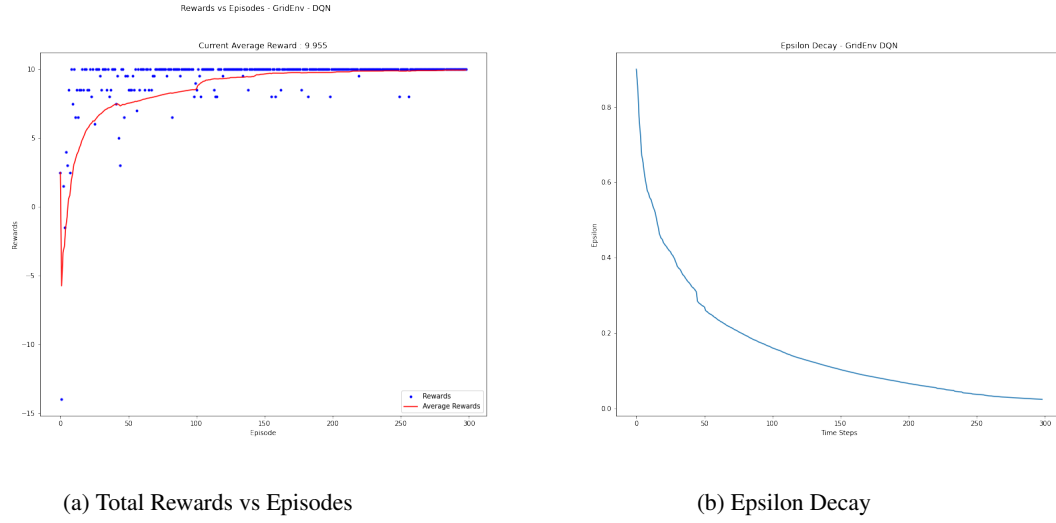 Rewards vs Episodes - GridEnv - DQN
Current Average Reward : 9.955
10
5
0
−5
−10
−15
Rewards
0
50
100
150
200
250
300
Episode
Rewards
Average Rewards
(a) Total Rewards vs Episodes
Epsilon Decay - GridEnv DQN
0.8
0.6
0.4
0.2
0.0
Epsilon
0
50
100
150
200
250
300
Time Steps
(b) Epsilon Decay